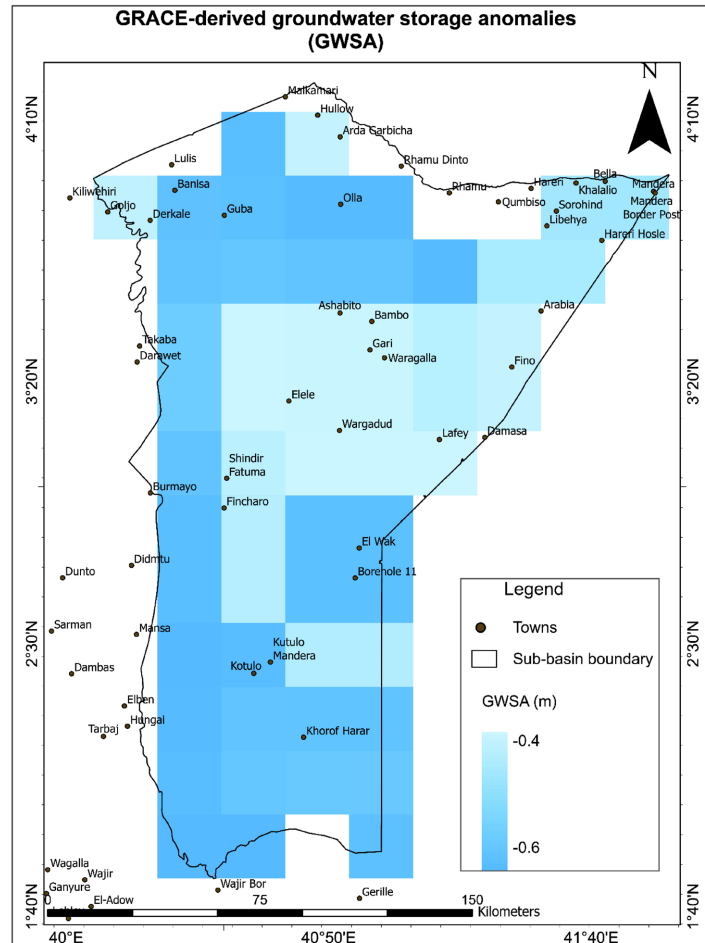 GRACE-derived groundwater storage anomalies
(GWSA)
N
4°10'N
4°10'N
3°20'N
3°20'N
2°30'N
2°30'N
1°40'N
1°40'N
Malkamari
Hullow
Arda Garbicha
Lulis
Rhamu Dinto
Kiliwehiri
Banisa
Rhamu
Hareri
Bella
Khalalio
Mandera
Mandera
Border Post
Goljo
Derkale
Guba
Olla
Qumbiso
Sorohind
Libehya
Hareri Hosle
Ashabito
Bambo
Arabia
Takaba
Darawet
Gari
Waragalla
Fino
Elele
Wargadud
Lafey
Damasa
Shindir
Fatuma
Burmayo
Fincharo
El Wak
Didmtu
Dunto
Borehole 11
Sarman
Mansa
Kutulo
Mandera
Dambas
Kotulo
Elben
Hungai
Tarbaj
Khorof Harar
Wagalla
Wajir
Ganyure
El-Adow
Wajir Bor
Gerille
Legend
Towns
Sub-basin boundary
GWSA (m)
-0.4
-0.6
0 75 150
Kilometers
40°E 40°50'E 41°40'E